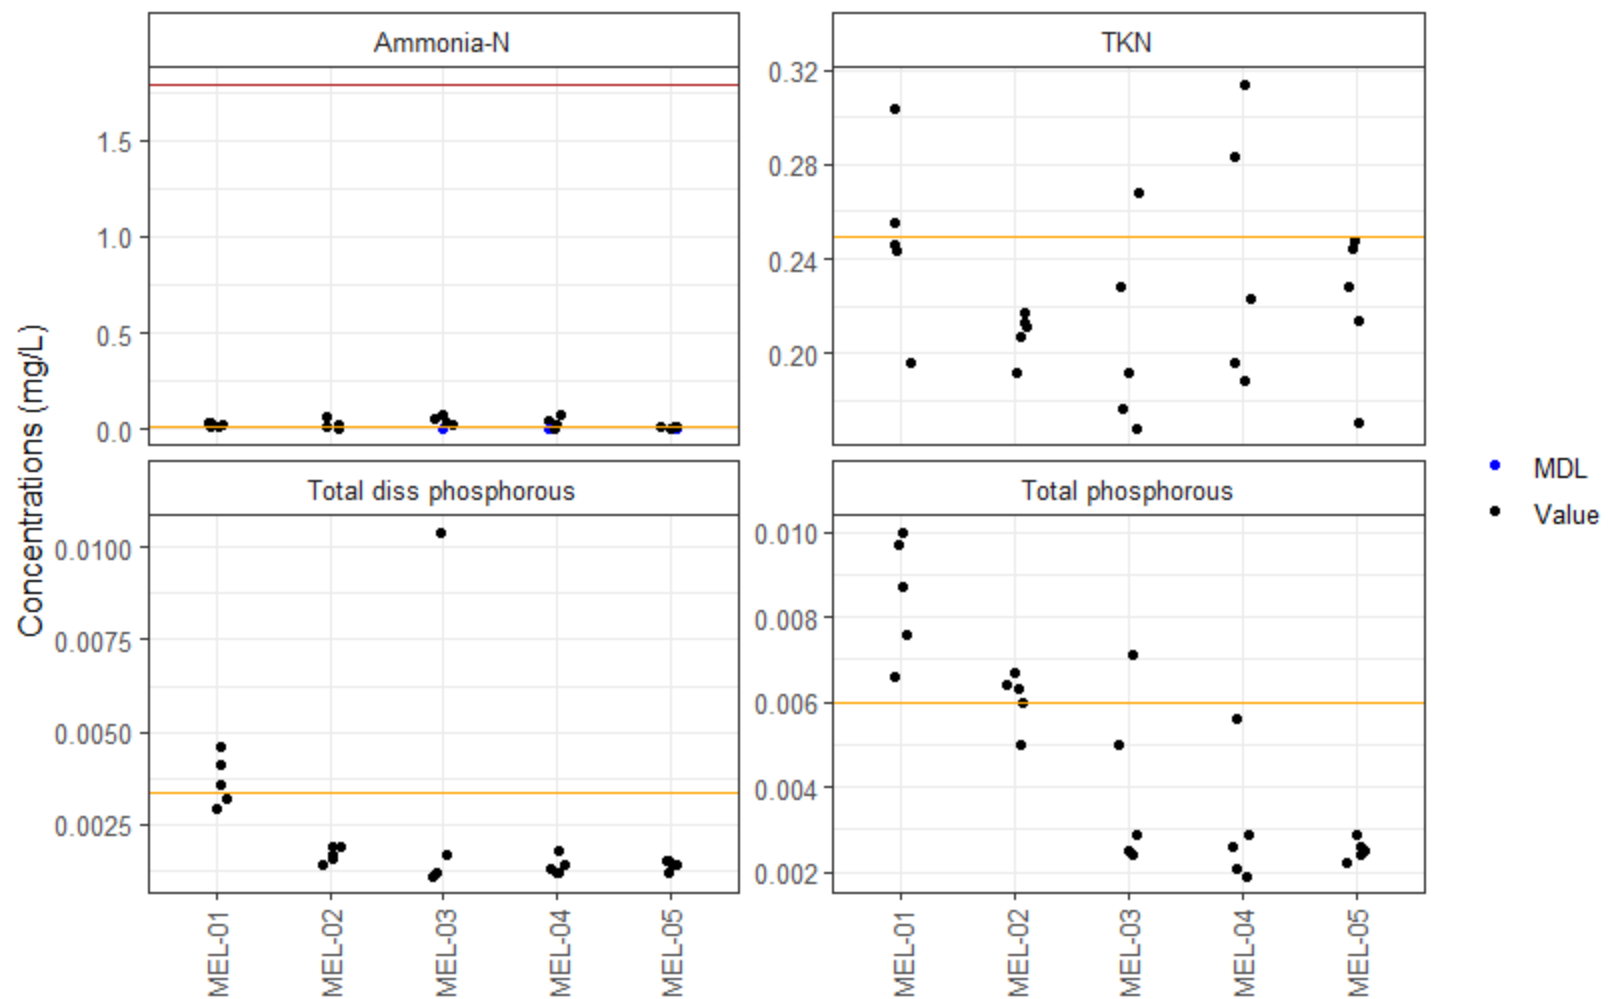 Ammonia-N
TKN
1.5
1.0
0.5
0.0
0.32
0.28
0.24
0.20
Concentrations (mg/L)
Total diss phosphorous
Total phosphorous
0.0100
0.0075
0.0050
0.0025
0.010
0.008
0.006
0.004
0.002
MEL-01
MEL-02
MEL-03
MEL-04
MEL-05
MEL-01
MEL-02
MEL-03
MEL-04
MEL-05
MDL
Value